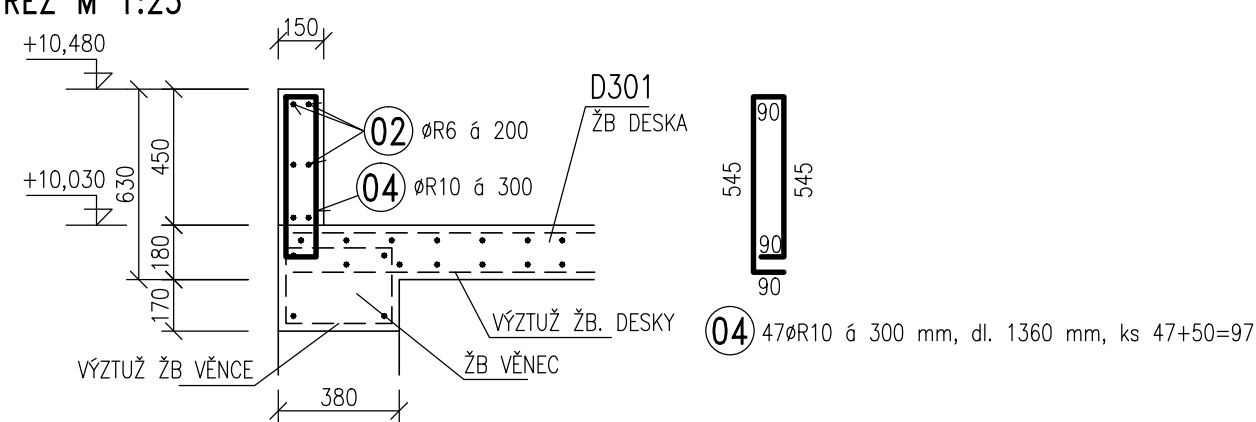 ŘEZ M 1:25
150
+10,480
D301
ŽB DESKA
02 øR6 á 200
90
450
630
545
545
+10,030
04 øR10 á 300
180
90
90
170
VÝZTUŽ ŽB. DESKY
04 47øR10 á 300 mm, dl. 1360 mm, ks 47+50=97
VÝZTUŽ ŽB VĚNCE
ŽB VĚNEC
380